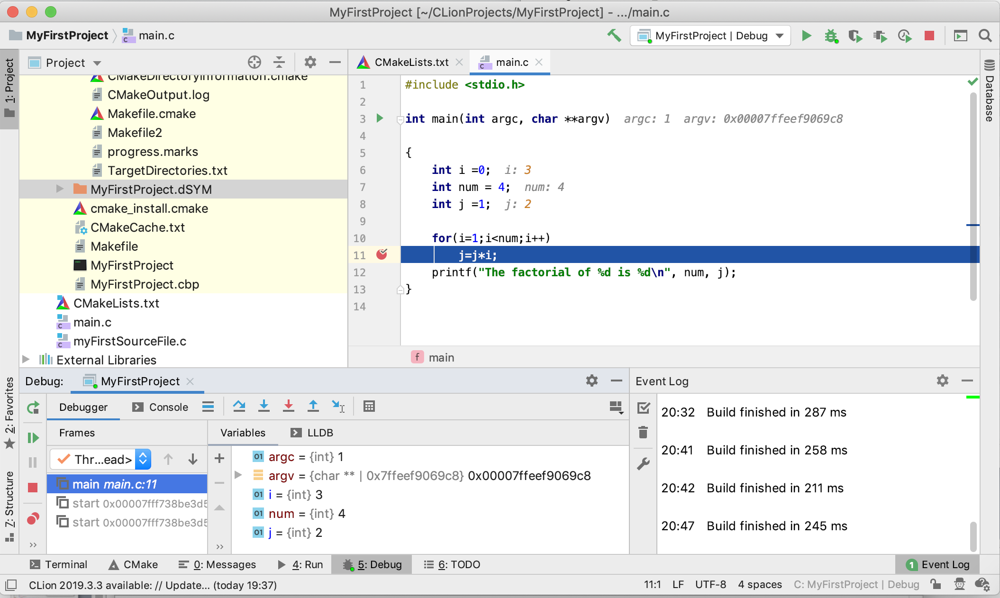 MyFirstProject [~/CLionProjects/MyFirstProject] - .../main.c
MyFirstProject main.c
MyFirstProject | Debug
1: Project
Project
CMakeDirectoryInformation.cmake
CMakeOutput.log
Makefile.cmake
Makefile2
progress.marks
TargetDirectories.txt
MyFirstProject.dSYM
cmake_install.cmake
CMakeCache.txt
Makefile
MyFirstProject
MyFirstProject.cbp
CMakeLists.txt
main.c
myFirstSourceFile.c
External Libraries
CMakeLists.txt main.c
1 #include <stdio.h>
2
3 int main(int argc, char **argv) argc: 1 argv: 0x00007ffeef9069c8
4
5 {
6 int i =0; i: 3
7 int num = 4; num: 4
8 int j =1; j: 2
9
10 for(i=1;i<num;i++)
11 j=j*i;
12 printf("The factorial of %d is %d\n", num, j);
13 }
14
f main
Database
2: Favorites
7: Structure
Debug: MyFirstProject
Debugger Console
Frames
Thr...ead>
main main.c:11
start 0x00007fff738be3d5
start 0x00007fff738be3d5
Variables LLDB
01 argc = {int} 1
argv = {char ** | 0x7ffeef9069c8} 0x00007ffeef9069c8
01 i = {int} 3
01 num = {int} 4
01 j = {int} 2
Event Log
20:32 Build finished in 287 ms
20:41 Build finished in 258 ms
20:42 Build finished in 211 ms
20:47 Build finished in 245 ms
Terminal CMake 0: Messages 4: Run 5: Debug 6: TODO 1 Event Log
CLion 2019.3.3 available: // Update... (today 19:37) 11:1 LF UTF-8 4 spaces C: MyFirstProject | Debug